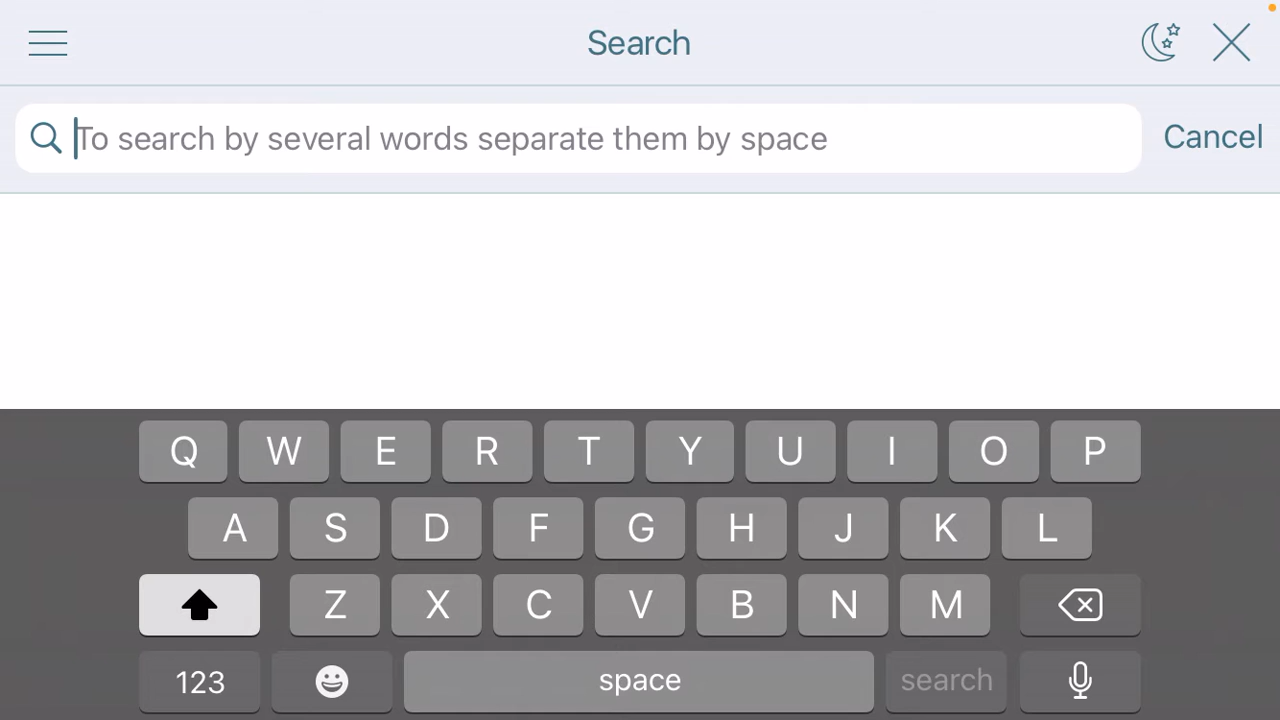 Search
To search by several words separate them by space
Cancel
Q W E R T Y U I O P
A S D F G H J K L
Z X C V B N M
123 space search